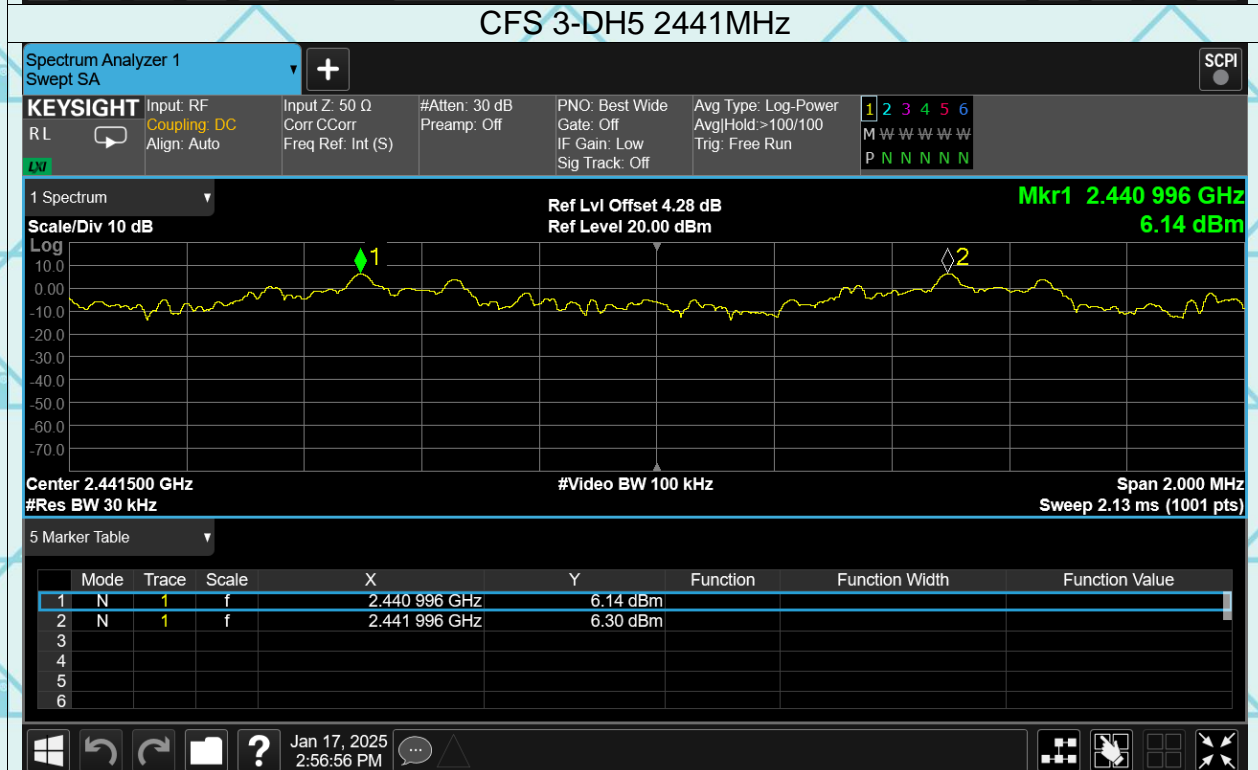 CFS 3-DH5 2441MHz
Spectrum Analyzer 1
Swept SA
+
SCPI
KEYSIGHT
R L
LXI
Input: RF
Coupling: DC
Align: Auto
Input Z: 50 Ω
Corr CCorr
Freq Ref: Int (S)
#Atten: 30 dB
Preamp: Off
PNO: Best Wide
Gate: Off
IF Gain: Low
Sig Track: Off
Avg Type: Log-Power
Avg|Hold:>100/100
Trig: Free Run
1 2 3 4 5 6
M W W W W W
P N N N N N
1 Spectrum
Scale/Div 10 dB
Ref Lvl Offset 4.28 dB
Ref Level 20.00 dBm
Mkr1 2.440 996 GHz
6.14 dBm
Log
10.0
0.00
-10.0
-20.0
-30.0
-40.0
-50.0
-60.0
-70.0
1
2
Center 2.441500 GHz
#Video BW 100 kHz
Span 2.000 MHz
#Res BW 30 kHz
Sweep 2.13 ms (1001 pts)
5 Marker Table
Mode Trace Scale X Y Function Function Width Function Value
1 N 1 f 2.440 996 GHz 6.14 dBm
2 N 1 f 2.441 996 GHz 6.30 dBm
3
4
5
6
?
Jan 17, 2025
2:56:56 PM